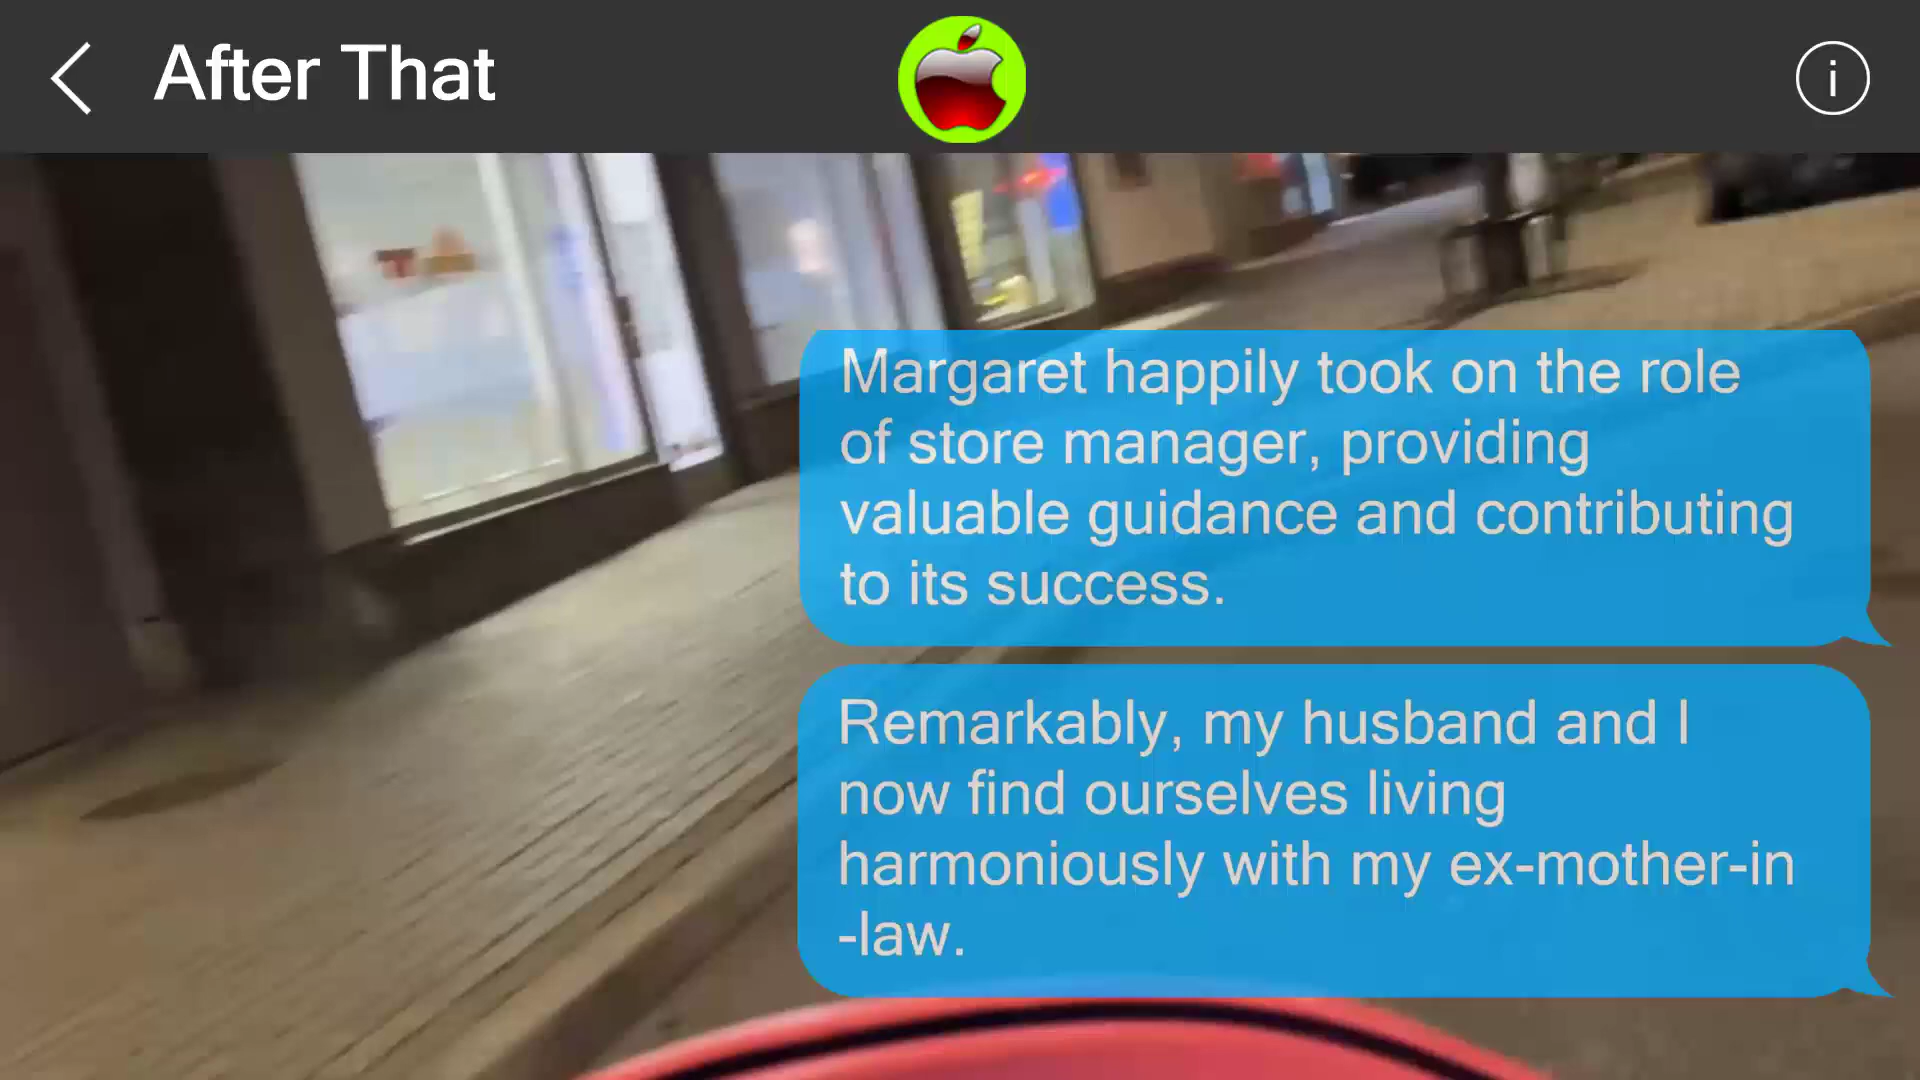 After That
i
Margaret happily took on the role
of store manager, providing
valuable guidance and contributing
to its success.
Remarkably, my husband and I
now find ourselves living
harmoniously with my ex-mother-in
-law.